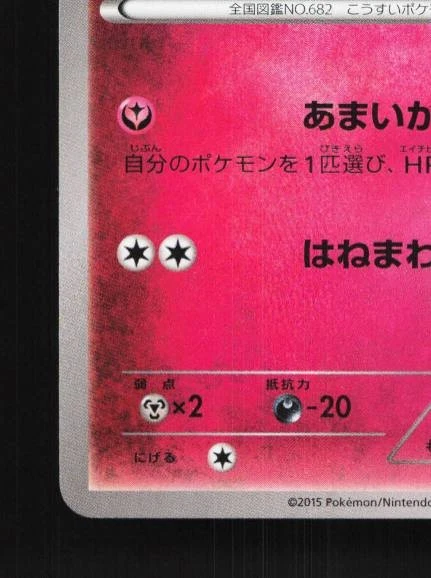 全国図鑑NO.682 こうすいポケ
あまいか
自分のポケモンを1匹選び、HP
はねまわ
弱点 抵抗力
×2 -20
にげる
©2015 Pokémon/Nintendo